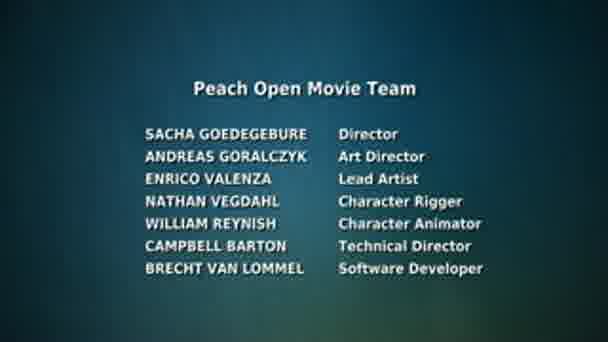 Peach Open Movie Team
SACHA GOEDEGEBURE Director
ANDREAS GORALCZYK Art Director
ENRICO VALENZA Lead Artist
NATHAN VEGDAHL Character Rigger
WILLIAM REYNISH Character Animator
CAMPBELL BARTON Technical Director
BRECHT VAN LOMMEL Software Developer